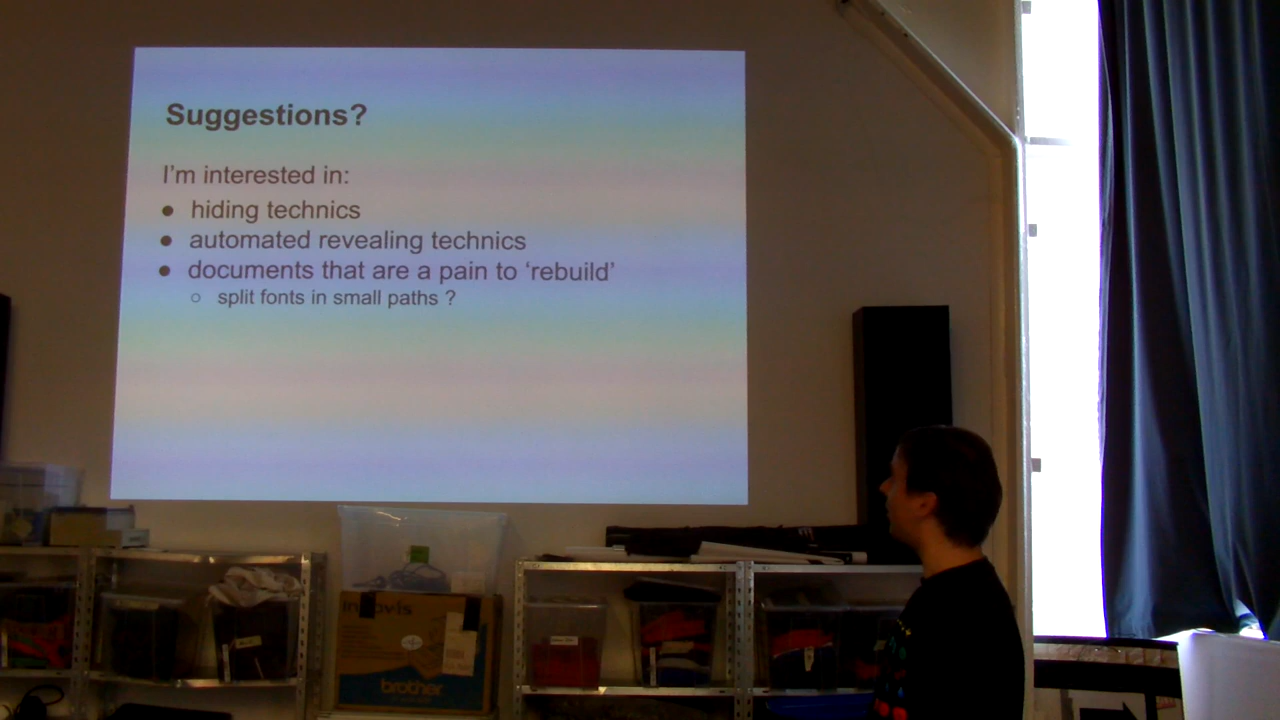 Suggestions?
I'm interested in:
● hiding technics
● automated revealing technics
● documents that are a pain to ‘rebuild’
○ split fonts in small paths ?
brother